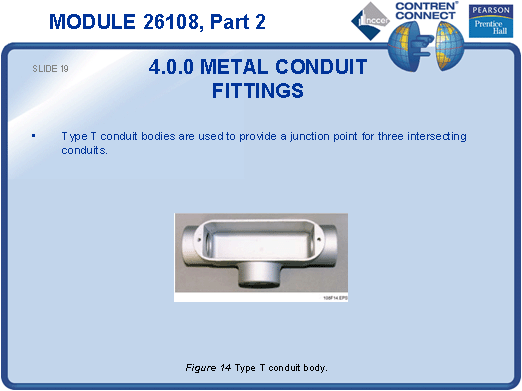 MODULE 26108, Part 2
nccer
CONTREN®
CONNECT
PEARSON
Prentice
Hall
SLIDE 19
4.0.0 METAL CONDUIT
FITTINGS
• Type T conduit bodies are used to provide a junction point for three intersecting
conduits.
108F14.EPS
Figure 14 Type T conduit body.